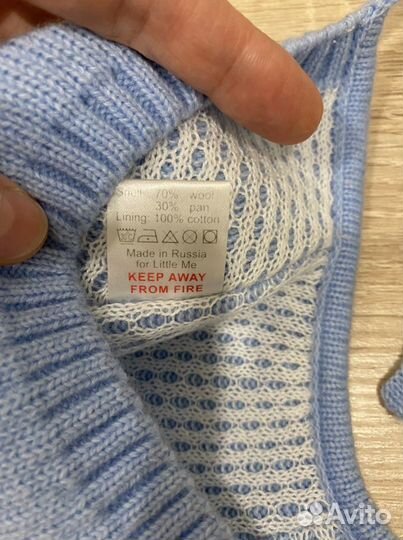 Shell: 70% wool
30% pan
Lining: 100% cotton
Made in Russia
for Little Me
KEEP AWAY
FROM FIRE
Avito